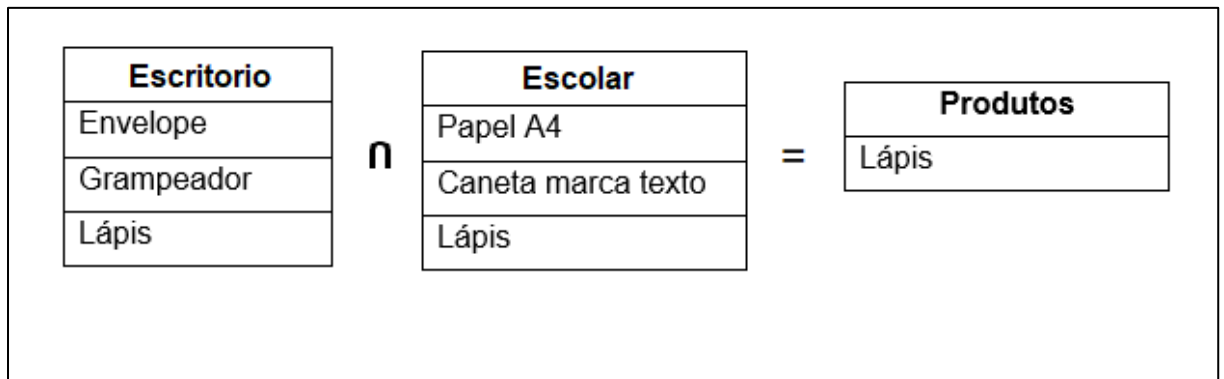 Escritorio
Envelope
Grampeador
Lápis
∩
Escolar
Papel A4
Caneta marca texto
Lápis
=
Produtos
Lápis